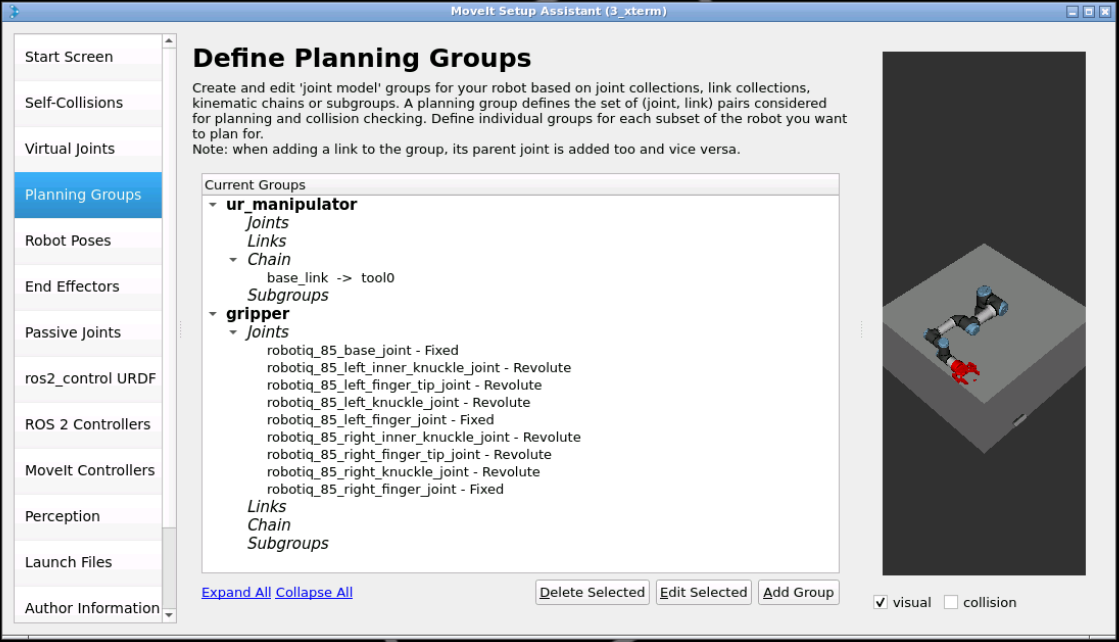 MoveIt Setup Assistant (3_xterm)
Start Screen
Self-Collisions
Virtual Joints
Planning Groups
Robot Poses
End Effectors
Passive Joints
ros2_control URDF
ROS 2 Controllers
MoveIt Controllers
Perception
Launch Files
Author Information
Define Planning Groups
Create and edit 'joint model' groups for your robot based on joint collections, link collections,
kinematic chains or subgroups. A planning group defines the set of (joint, link) pairs considered
for planning and collision checking. Define individual groups for each subset of the robot you want
to plan for.
Note: when adding a link to the group, its parent joint is added too and vice versa.
Current Groups
ur_manipulator
Joints
Links
Chain
base_link -> tool0
Subgroups
gripper
Joints
robotiq_85_base_joint - Fixed
robotiq_85_left_inner_knuckle_joint - Revolute
robotiq_85_left_finger_tip_joint - Revolute
robotiq_85_left_knuckle_joint - Revolute
robotiq_85_left_finger_joint - Fixed
robotiq_85_right_inner_knuckle_joint - Revolute
robotiq_85_right_finger_tip_joint - Revolute
robotiq_85_right_knuckle_joint - Revolute
robotiq_85_right_finger_joint - Fixed
Links
Chain
Subgroups
Expand All Collapse All
Delete Selected
Edit Selected
Add Group
visual
collision